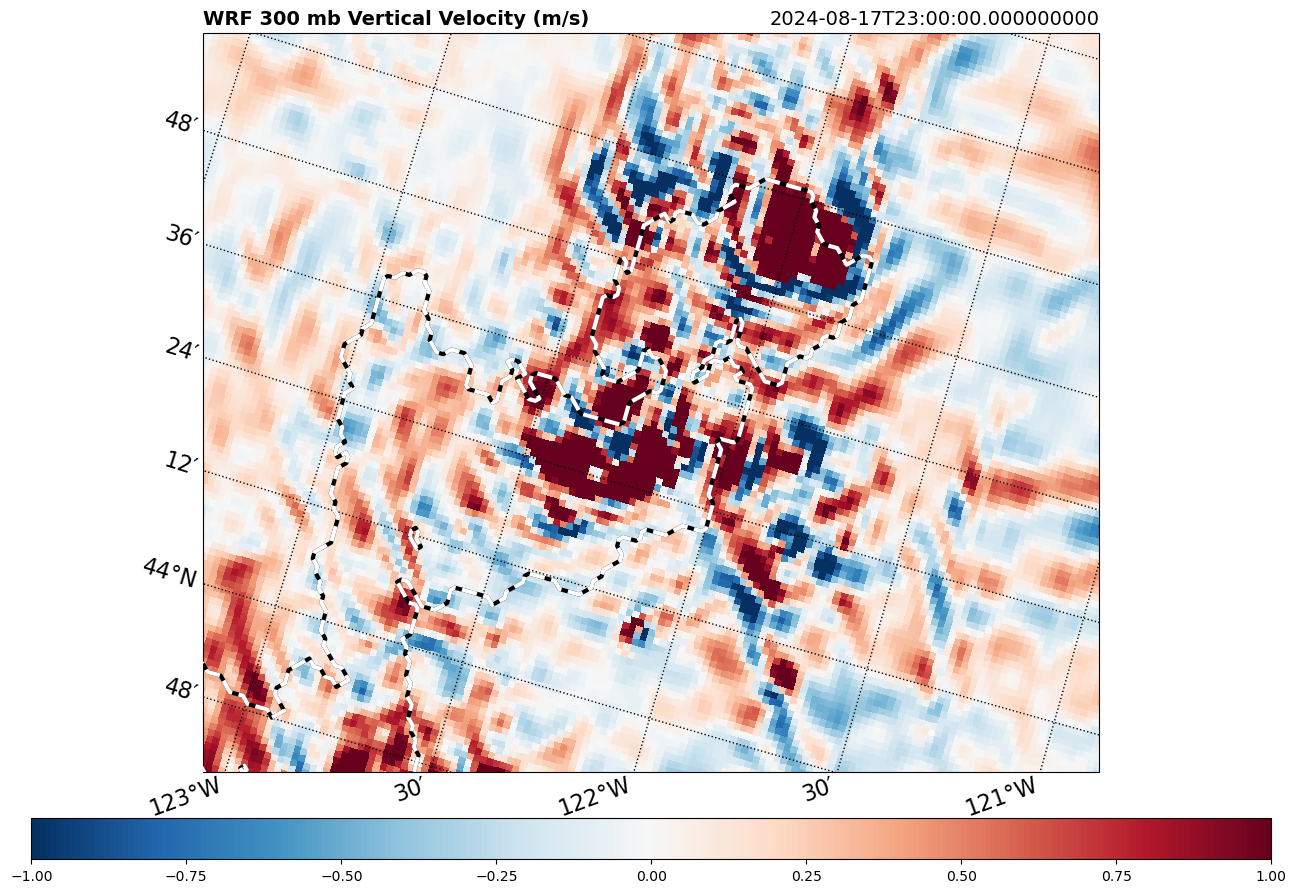 WRF 300 mb Vertical Velocity (m/s)
2024-08-17T23:00:00.000000000
48′
36′
24′
12′
44°N
48′
123°W
30′
122°W
30′
121°W
−1.00
−0.75
−0.50
−0.25
0.00
0.25
0.50
0.75
1.00